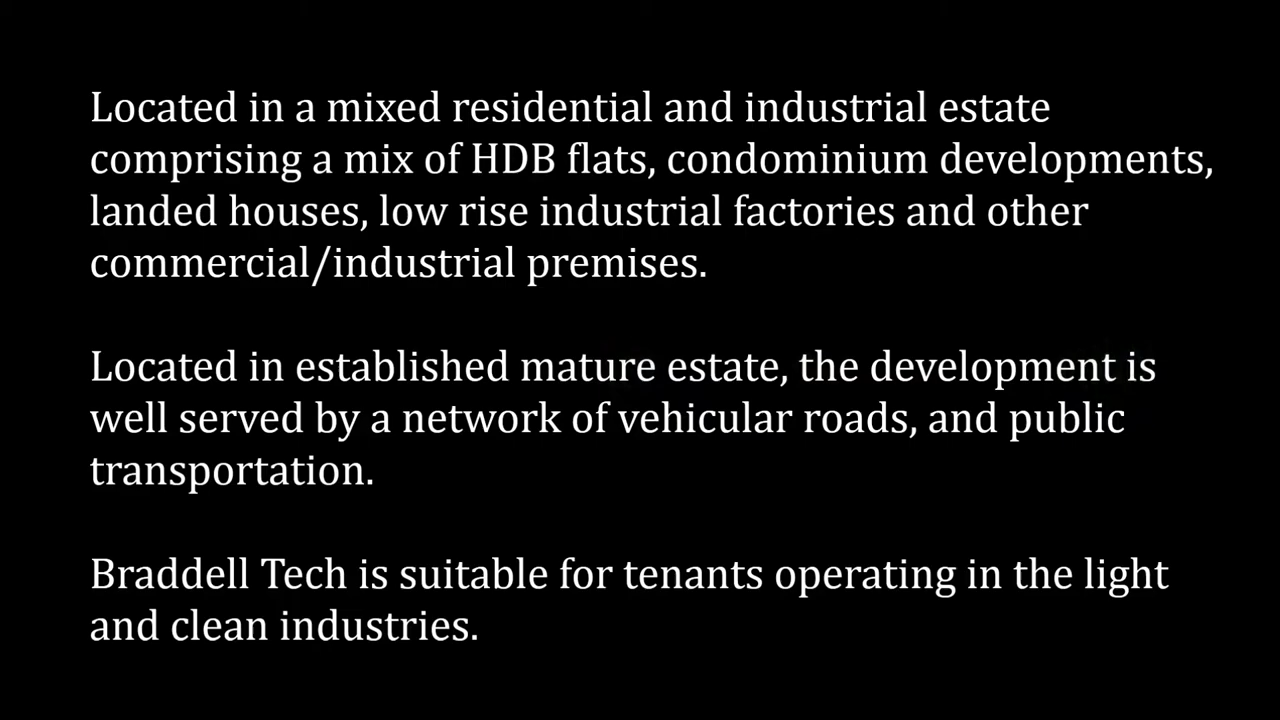 Located in a mixed residential and industrial estate
comprising a mix of HDB flats, condominium developments,
landed houses, low rise industrial factories and other
commercial/industrial premises.
Located in established mature estate, the development is
well served by a network of vehicular roads, and public
transportation.
Braddell Tech is suitable for tenants operating in the light
and clean industries.